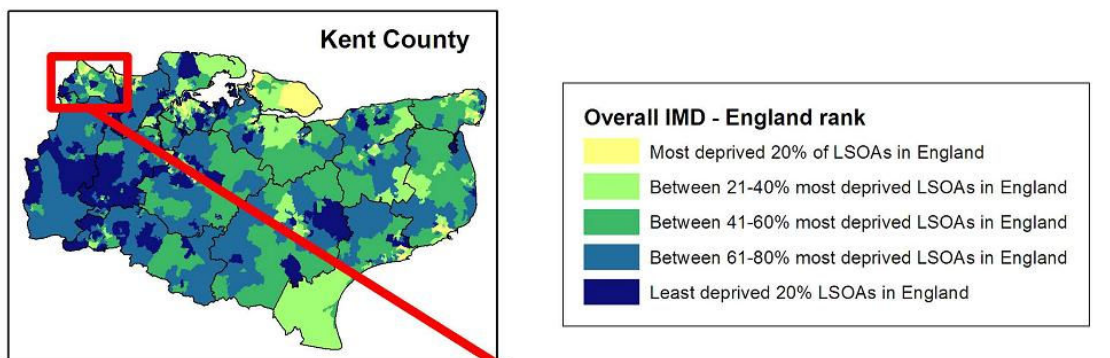 Kent County
Overall IMD - England rank
Most deprived 20% of LSOAs in England
Between 21-40% most deprived LSOAs in England
Between 41-60% most deprived LSOAs in England
Between 61-80% most deprived LSOAs in England
Least deprived 20% LSOAs in England